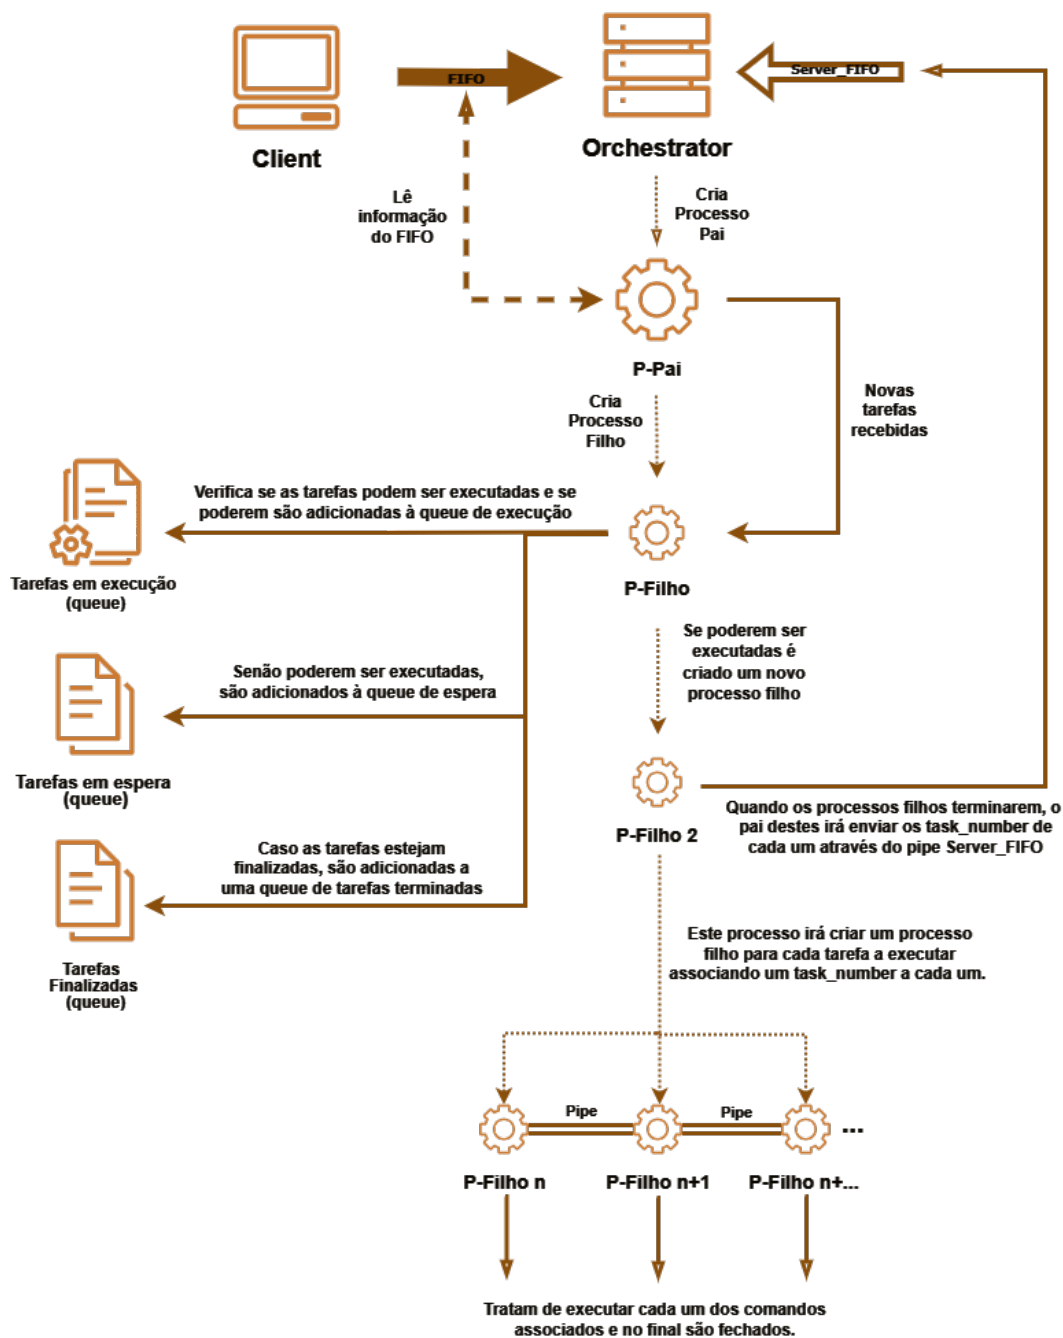 FIFO
Server_FIFO
Client
Orchestrator
Lê
informação
do FIFO
Cria
Processo
Pai
P-Pai
Novas
tarefas
recebidas
Cria
Processo
Filho
Verifica se as tarefas podem ser executadas e se
poderem são adicionadas à queue de execução
Tarefas em execução
(queue)
P-Filho
Se poderem ser
executadas é
criado um novo
processo filho
Senão poderem ser executadas,
são adicionados à queue de espera
Tarefas em espera
(queue)
P-Filho 2
Quando os processos filhos terminarem, o
pai destes irá enviar os task_number de
cada um através do pipe Server_FIFO
Caso as tarefas estejam
finalizadas, são adicionadas a
uma queue de tarefas terminadas
Tarefas
Finalizadas
(queue)
Este processo irá criar um processo
filho para cada tarefa a executar
associando um task_number a cada um.
Pipe
Pipe
...
P-Filho n
P-Filho n+1
P-Filho n+...
Tratam de executar cada um dos comandos
associados e no final são fechados.